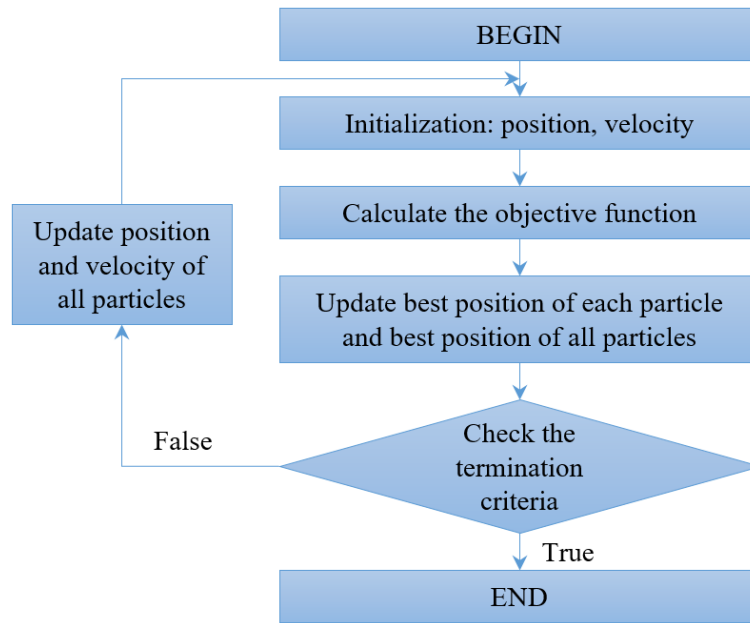 BEGIN
Initialization: position, velocity
Calculate the objective function
Update position
and velocity of
all particles
Update best position of each particle
and best position of all particles
False
Check the
termination
criteria
True
END